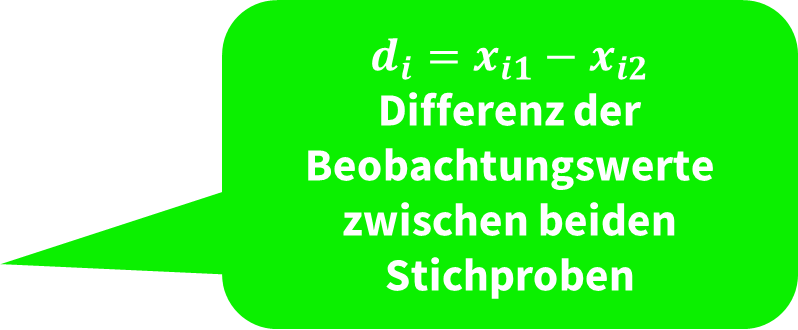 dᵢ = xᵢ₁ − xᵢ₂
Differenz der
Beobachtungswerte
zwischen beiden
Stichproben